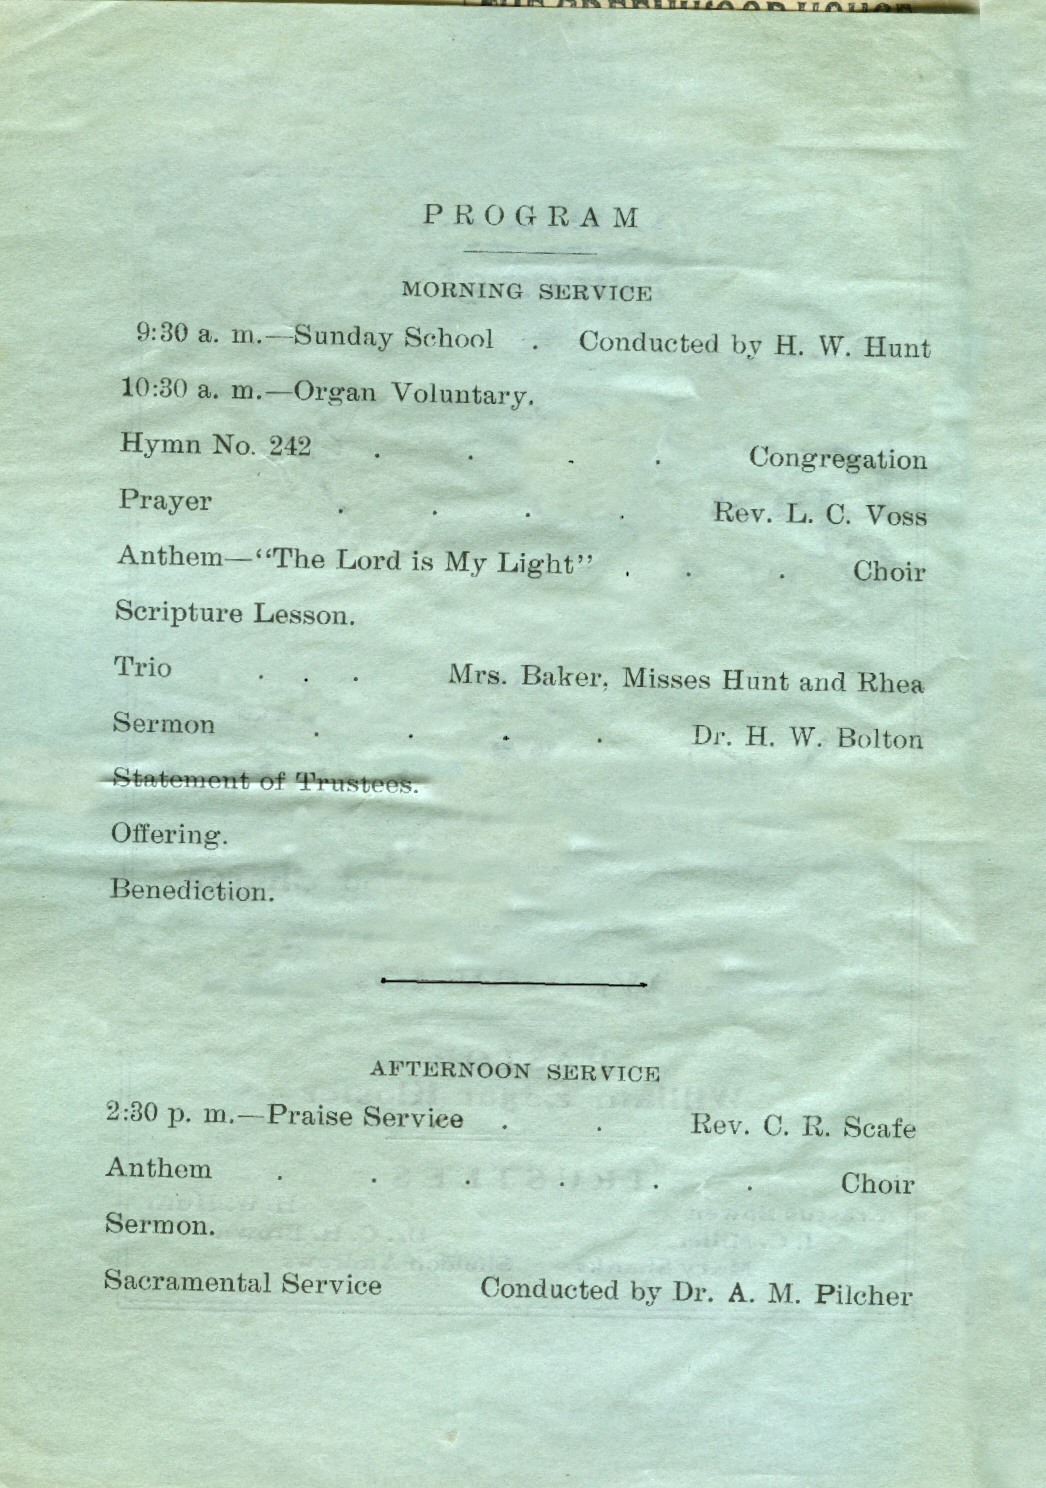 PROGRAM
MORNING SERVICE
9:30 a. m.—Sunday School . Conducted by H. W. Hunt
10:30 a. m.—Organ Voluntary.
Hymn No. 242 . . . . Congregation
Prayer . . . . Rev. L. C. Voss
Anthem—“The Lord is My Light” . . . Choir
Scripture Lesson.
Trio . . . Mrs. Baker, Misses Hunt and Rhea
Sermon . . . . Dr. H. W. Bolton
Statement of Trustees.
Offering.
Benediction.
AFTERNOON SERVICE
2:30 p. m.—Praise Service . . Rev. C. R. Scafe
Anthem . . . . . . Choir
Sermon.
Sacramental Service Conducted by Dr. A. M. Pilcher